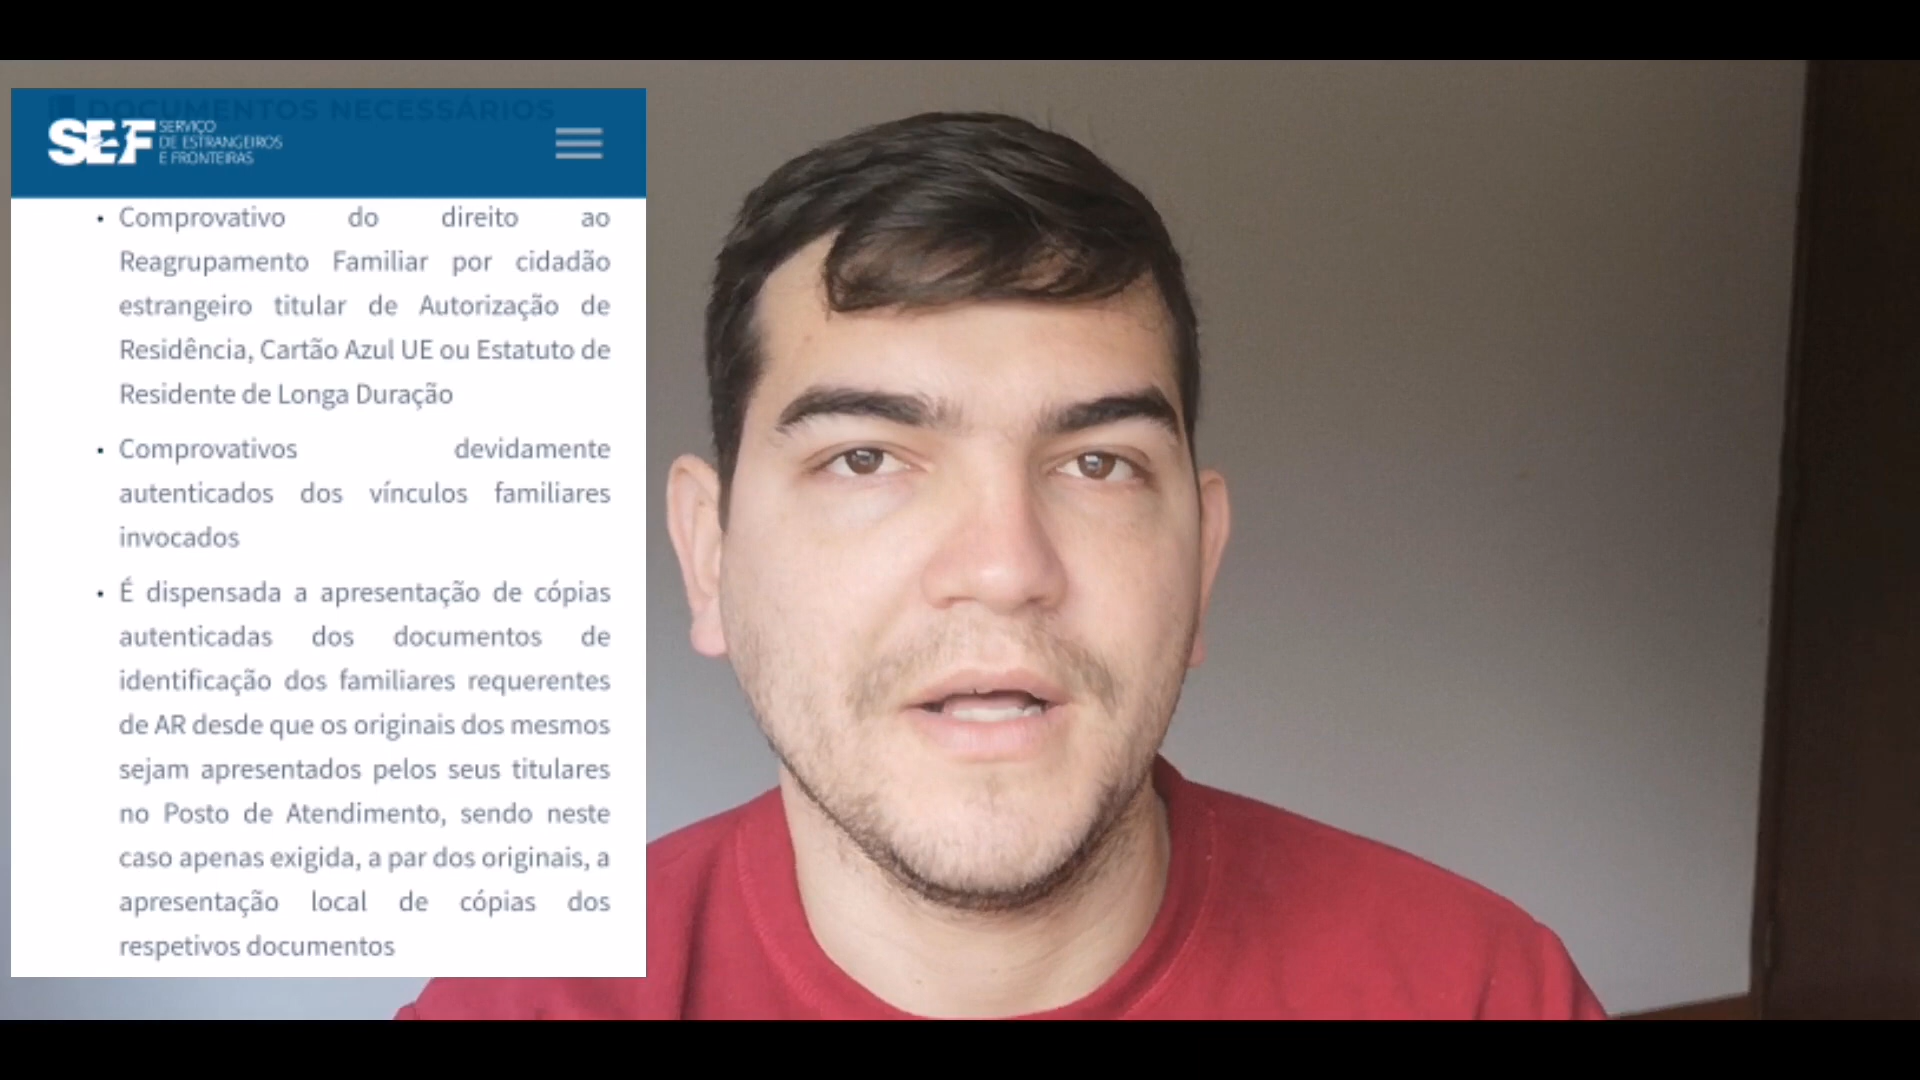 DOCUMENTOS NECESSÁRIOS
SEF SERVIÇO
DE ESTRANGEIROS
E FRONTEIRAS
• Comprovativo do direito ao
Reagrupamento Familiar por cidadão
estrangeiro titular de Autorização de
Residência, Cartão Azul UE ou Estatuto de
Residente de Longa Duração
• Comprovativos devidamente
autenticados dos vínculos familiares
invocados
• É dispensada a apresentação de cópias
autenticadas dos documentos de
identificação dos familiares requerentes
de AR desde que os originais dos mesmos
sejam apresentados pelos seus titulares
no Posto de Atendimento, sendo neste
caso apenas exigida, a par dos originais, a
apresentação local de cópias dos
respetivos documentos